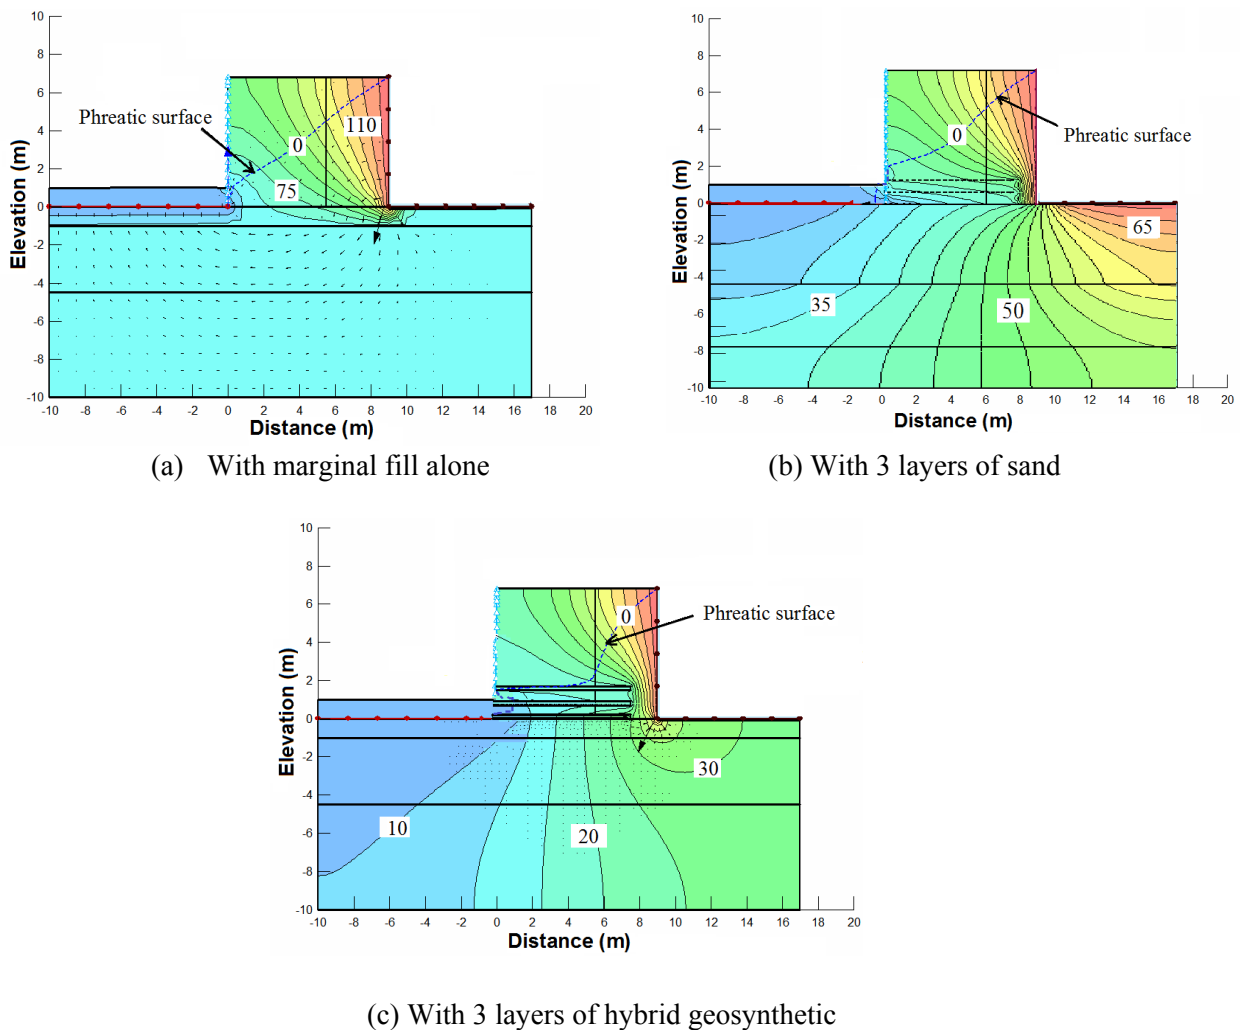 10
8
6
4
2
0
-2
-4
-6
-8
-10
Elevation (m)
Phreatic surface
0
110
75
-10 -8 -6 -4 -2 0 2 4 6 8 10 12 14 16 18 20
Distance (m)
(a) With marginal fill alone
10
8
6
4
2
0
-2
-4
-6
-8
-10
Elevation (m)
0
Phreatic surface
65
35
50
-10 -8 -6 -4 -2 0 2 4 6 8 10 12 14 16 18 20
Distance (m)
(b) With 3 layers of sand
10
8
6
4
2
0
-2
-4
-6
-8
-10
Elevation (m)
0
Phreatic surface
30
10
20
-10 -8 -6 -4 -2 0 2 4 6 8 10 12 14 16 18 20
Distance (m)
(c) With 3 layers of hybrid geosynthetic